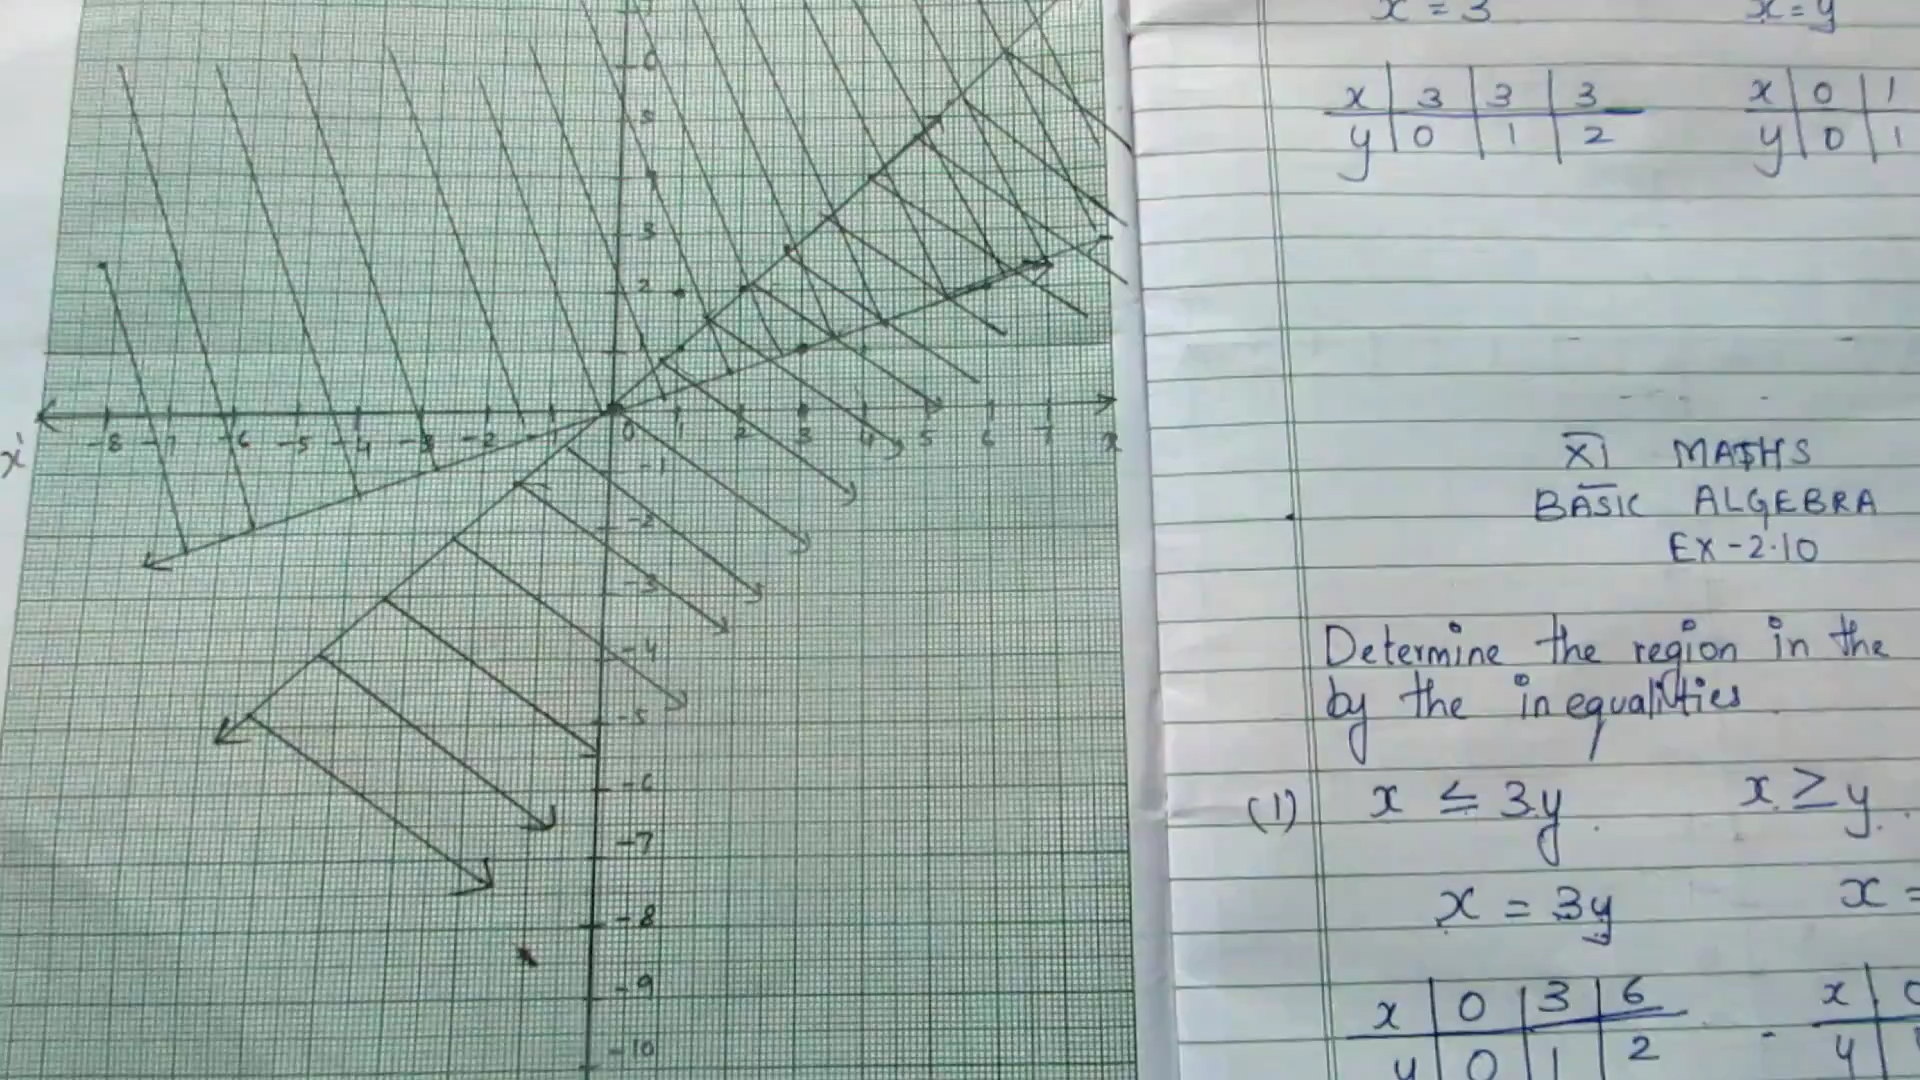 6
5
4
3
2
x' -8 -7 -6 -5 -4 -3 -2 -1 0 1 2 3 4 5 6 7 x
-1
-2
-3
-4
-5
-6
-7
-8
-9
-10
x = 3 x = y
x 3 3 3 x 0 1
y 0 1 2 y 0 1
XI MATHS
BASIC ALGEBRA
EX-2.10
Determine the region in the
by the inequalities
(1) x ≤ 3y. x ≥ y.
x = 3y x =
x 0 3 6 x 0
y 0 1 2 y